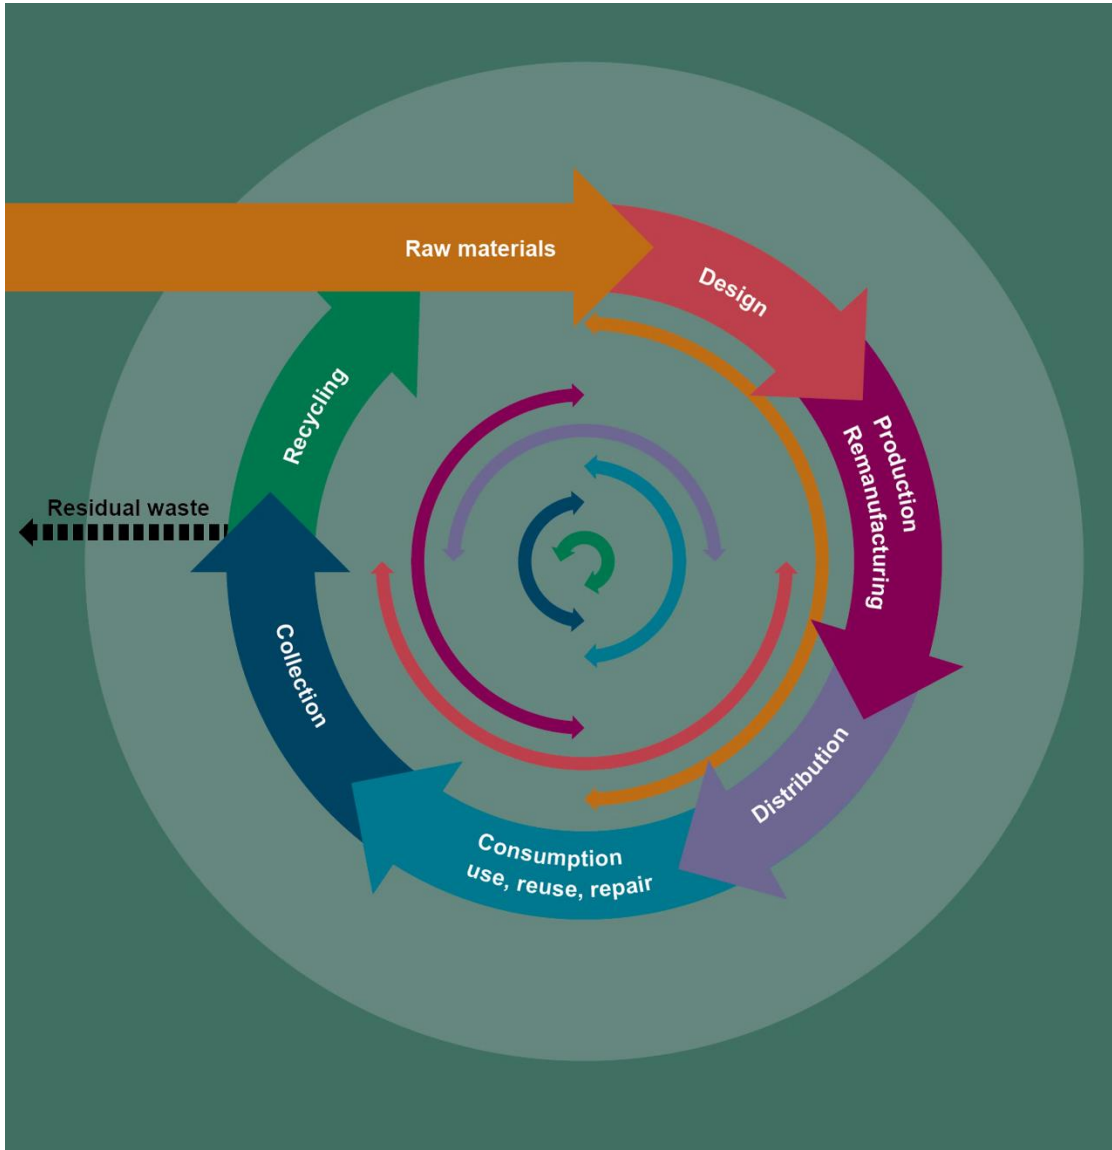 Raw materials
Design
Production
Remanufacturing
Distribution
Consumption
use, reuse, repair
Collection
Recycling
Residual waste